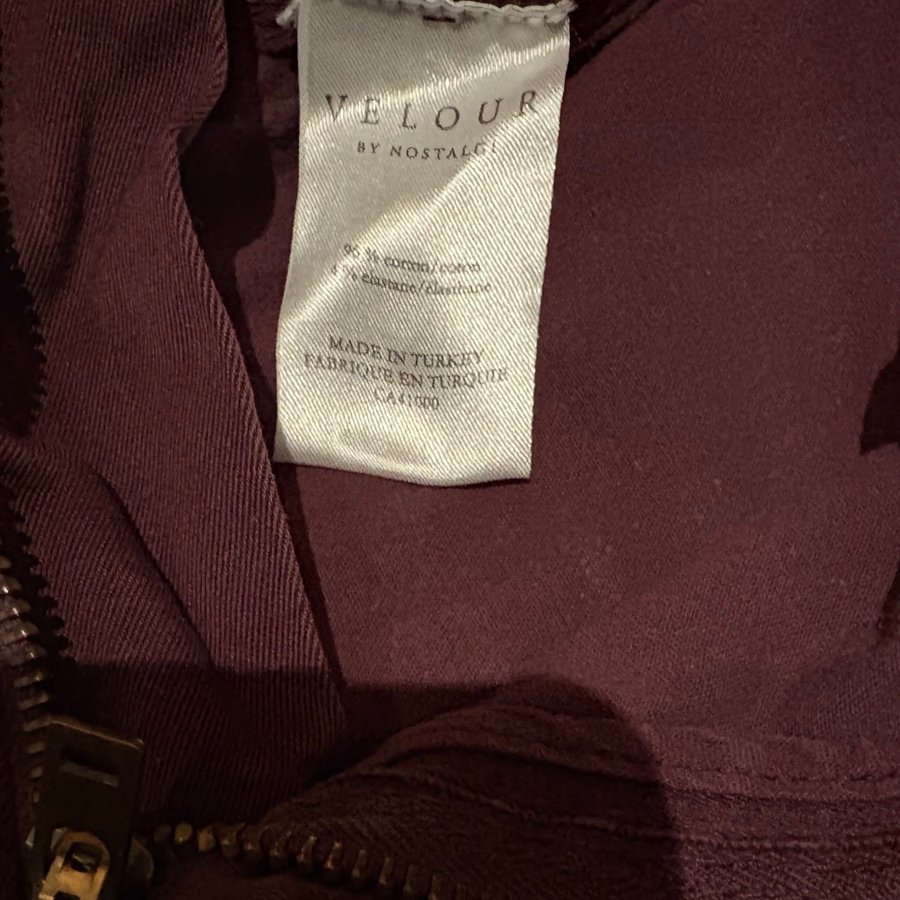 VELOUR
BY NOSTALGI
96 % cotton/coton
4 % elastane/élasthanne
MADE IN TURKEY
FABRIQUE EN TURQUIE
CA41000